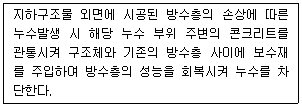 지하구조물 외면에 시공된 방수층의 손상에 따른
누수발생 시 해당 누수 부위 주변의 콘크리트를
관통시켜 구조체와 기존의 방수층 사이에 보수재
를 주입하며 방수층의 성능을 회복시켜 누수를 차
단한다.